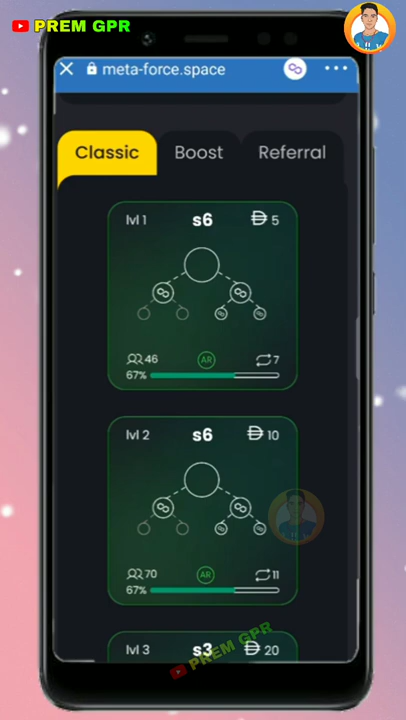 PREM GPR
meta-force.space
Classic Boost Referral
lvl 1 s6 5
46 AR 7
67%
lvl 2 s6 10
70 AR 11
67%
lvl 3 s3 20
PREM GPR